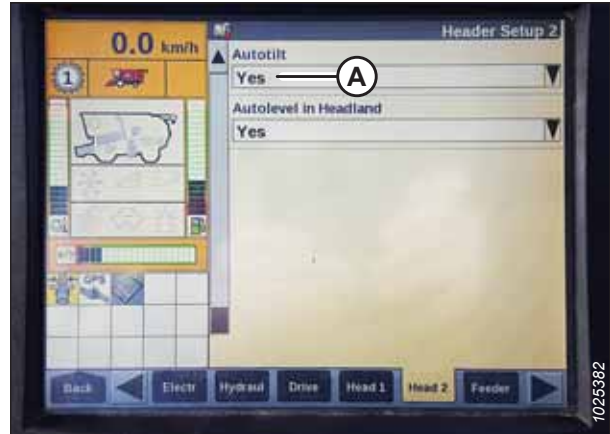 0.0 km/h
Header Setup 2
1
Autotilt
Yes
A
Autolevel in Headland
Yes
GPS
Back
Electr
Hydraul
Drive
Head 1
Head 2
Feeder
1025382